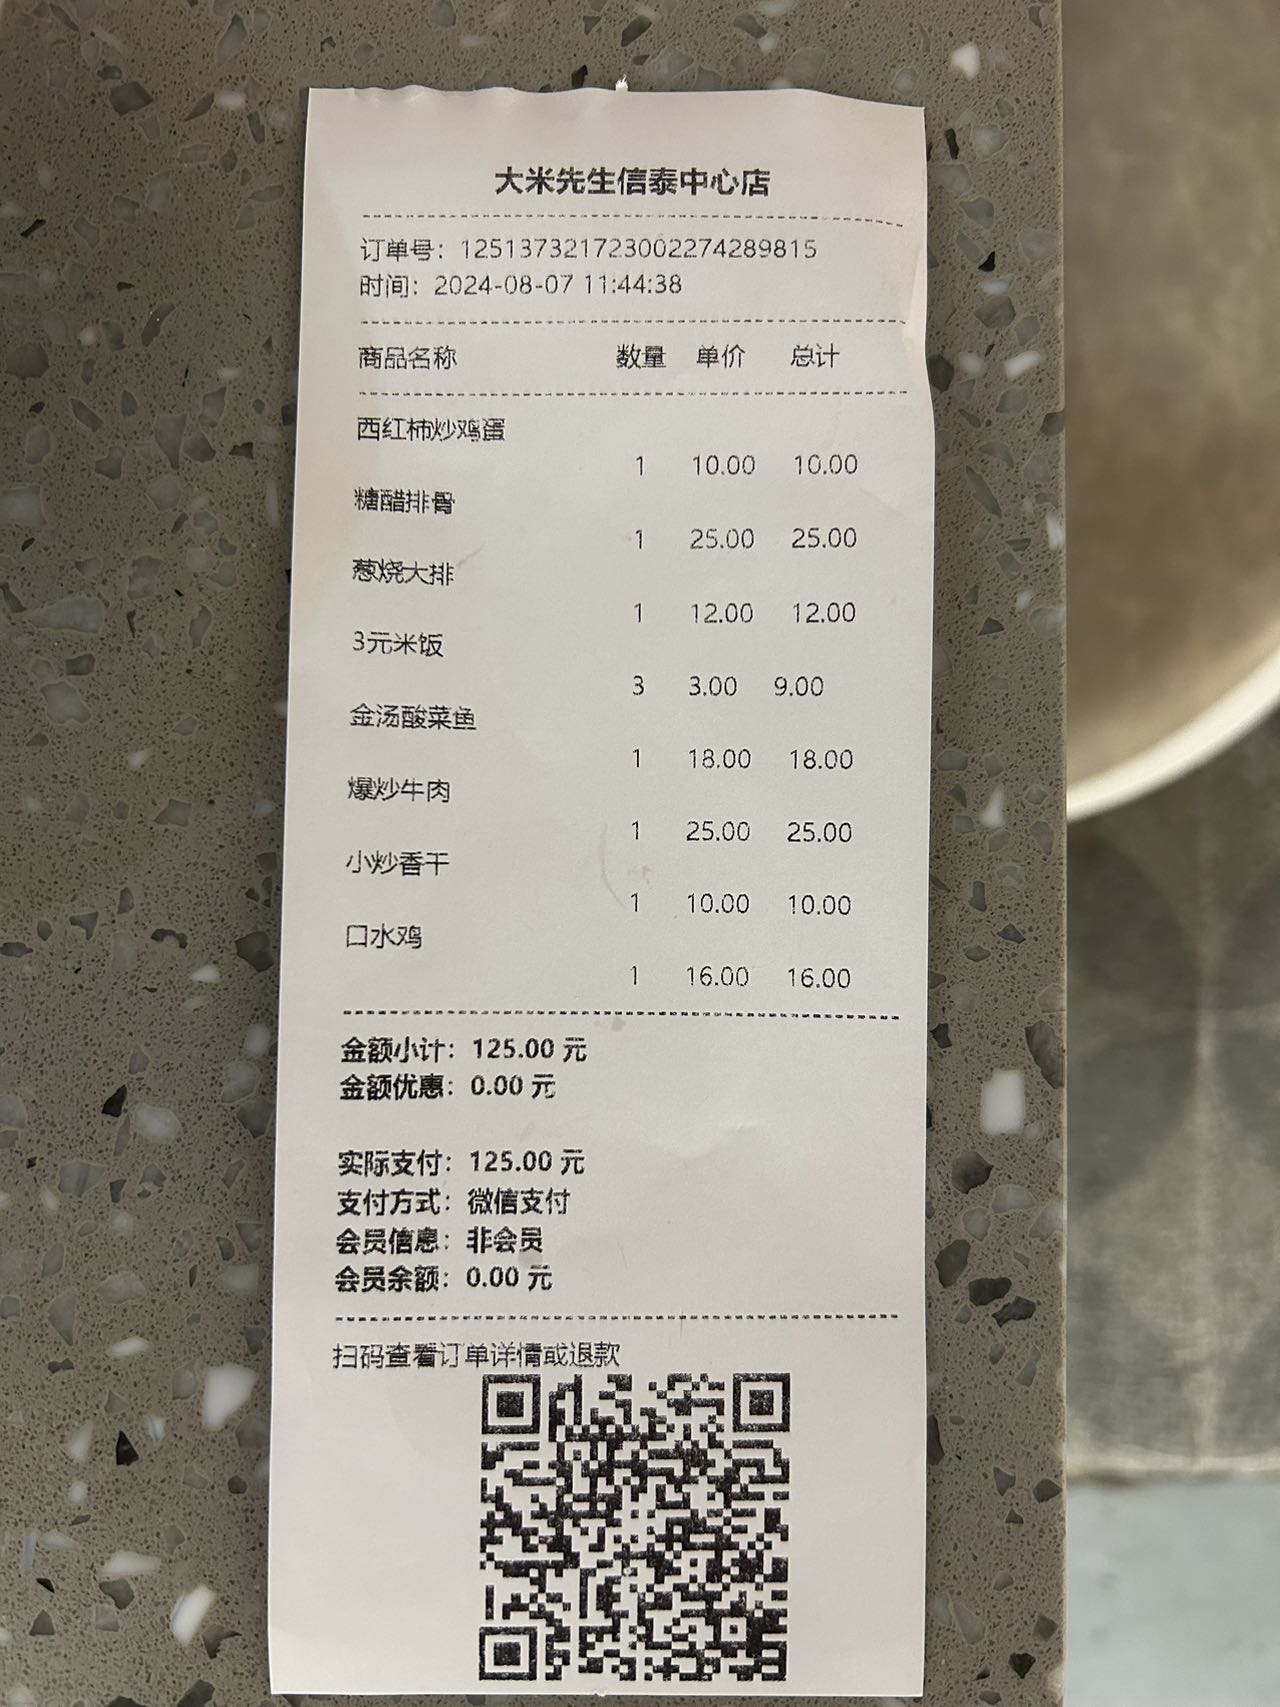 大米先生信泰中心店
订单号：1251373217230022742898​15
时间：2024-08-07 11:44:38
商品名称 数量 单价 总计
西红柿炒鸡蛋
1 10.00 10.00
糖醋排骨
1 25.00 25.00
葱烧大排
1 12.00 12.00
3元米饭
3 3.00 9.00
金汤酸菜鱼
1 18.00 18.00
爆炒牛肉
1 25.00 25.00
小炒香干
1 10.00 10.00
口水鸡
1 16.00 16.00
金额小计：125.00 元
金额优惠：0.00 元
实际支付：125.00 元
支付方式：微信支付
会员信息：非会员
会员余额：0.00 元
扫码查看订单详情或退款